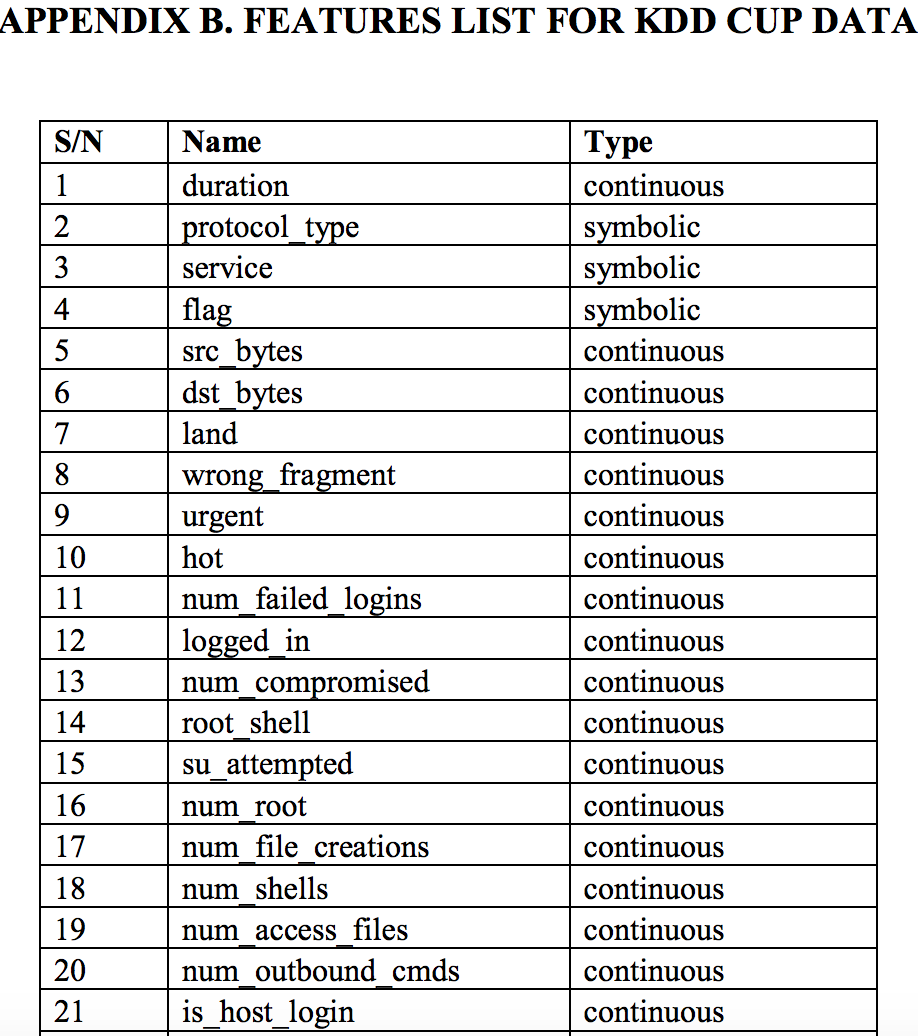 APPENDIX B. FEATURES LIST FOR KDD CUP DATA
S/N Name Type
1 duration continuous
2 protocol_type symbolic
3 service symbolic
4 flag symbolic
5 src_bytes continuous
6 dst_bytes continuous
7 land continuous
8 wrong_fragment continuous
9 urgent continuous
10 hot continuous
11 num_failed_logins continuous
12 logged_in continuous
13 num_compromised continuous
14 root_shell continuous
15 su_attempted continuous
16 num_root continuous
17 num_file_creations continuous
18 num_shells continuous
19 num_access_files continuous
20 num_outbound_cmds continuous
21 is_host_login continuous